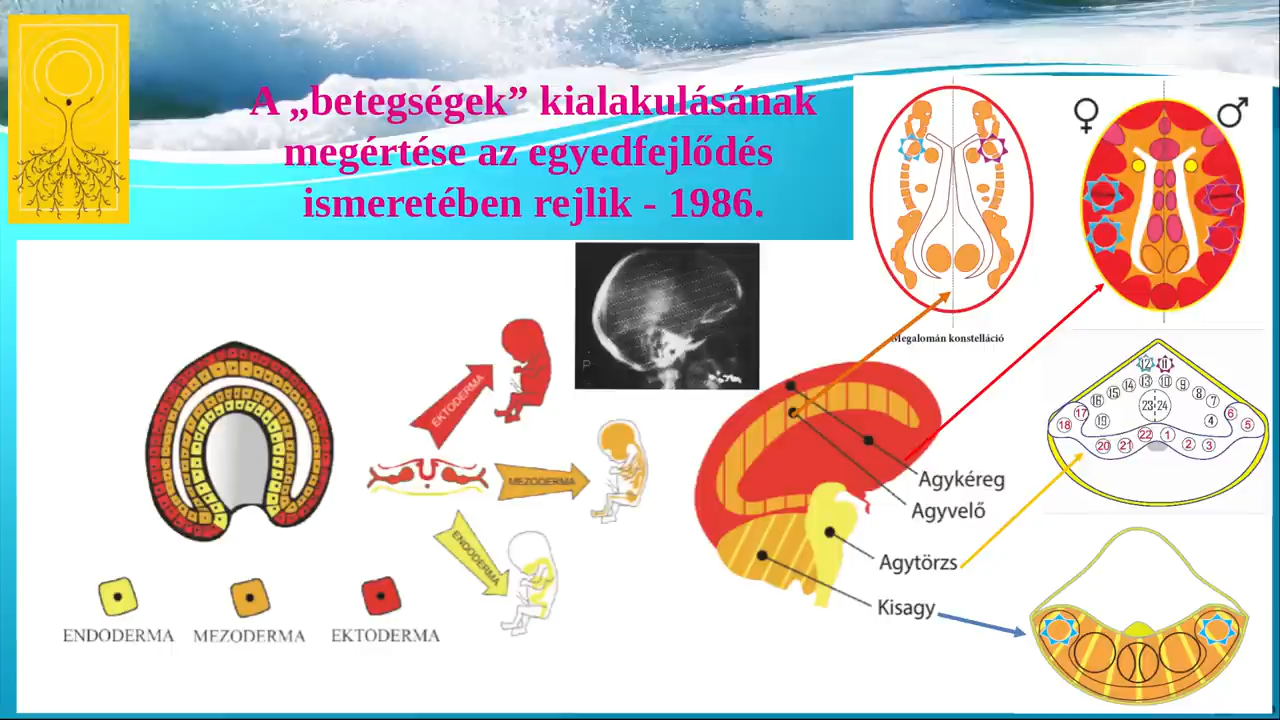 A „betegségek” kialakulásának
megértése az egyedfejlődés
ismeretében rejlik - 1986.
♀ ♂
Megalomán konstelláció
P
EKTODERMA
MEZODERMA
ENDODERMA
ENDODERMA MEZODERMA EKTODERMA
Agykéreg
Agyvelő
Agytörzs
Kisagy
12 11
16 15 14 13 10 9 8 7
23 24
18 17 19 4 6 5
20 21 22 1 2 3